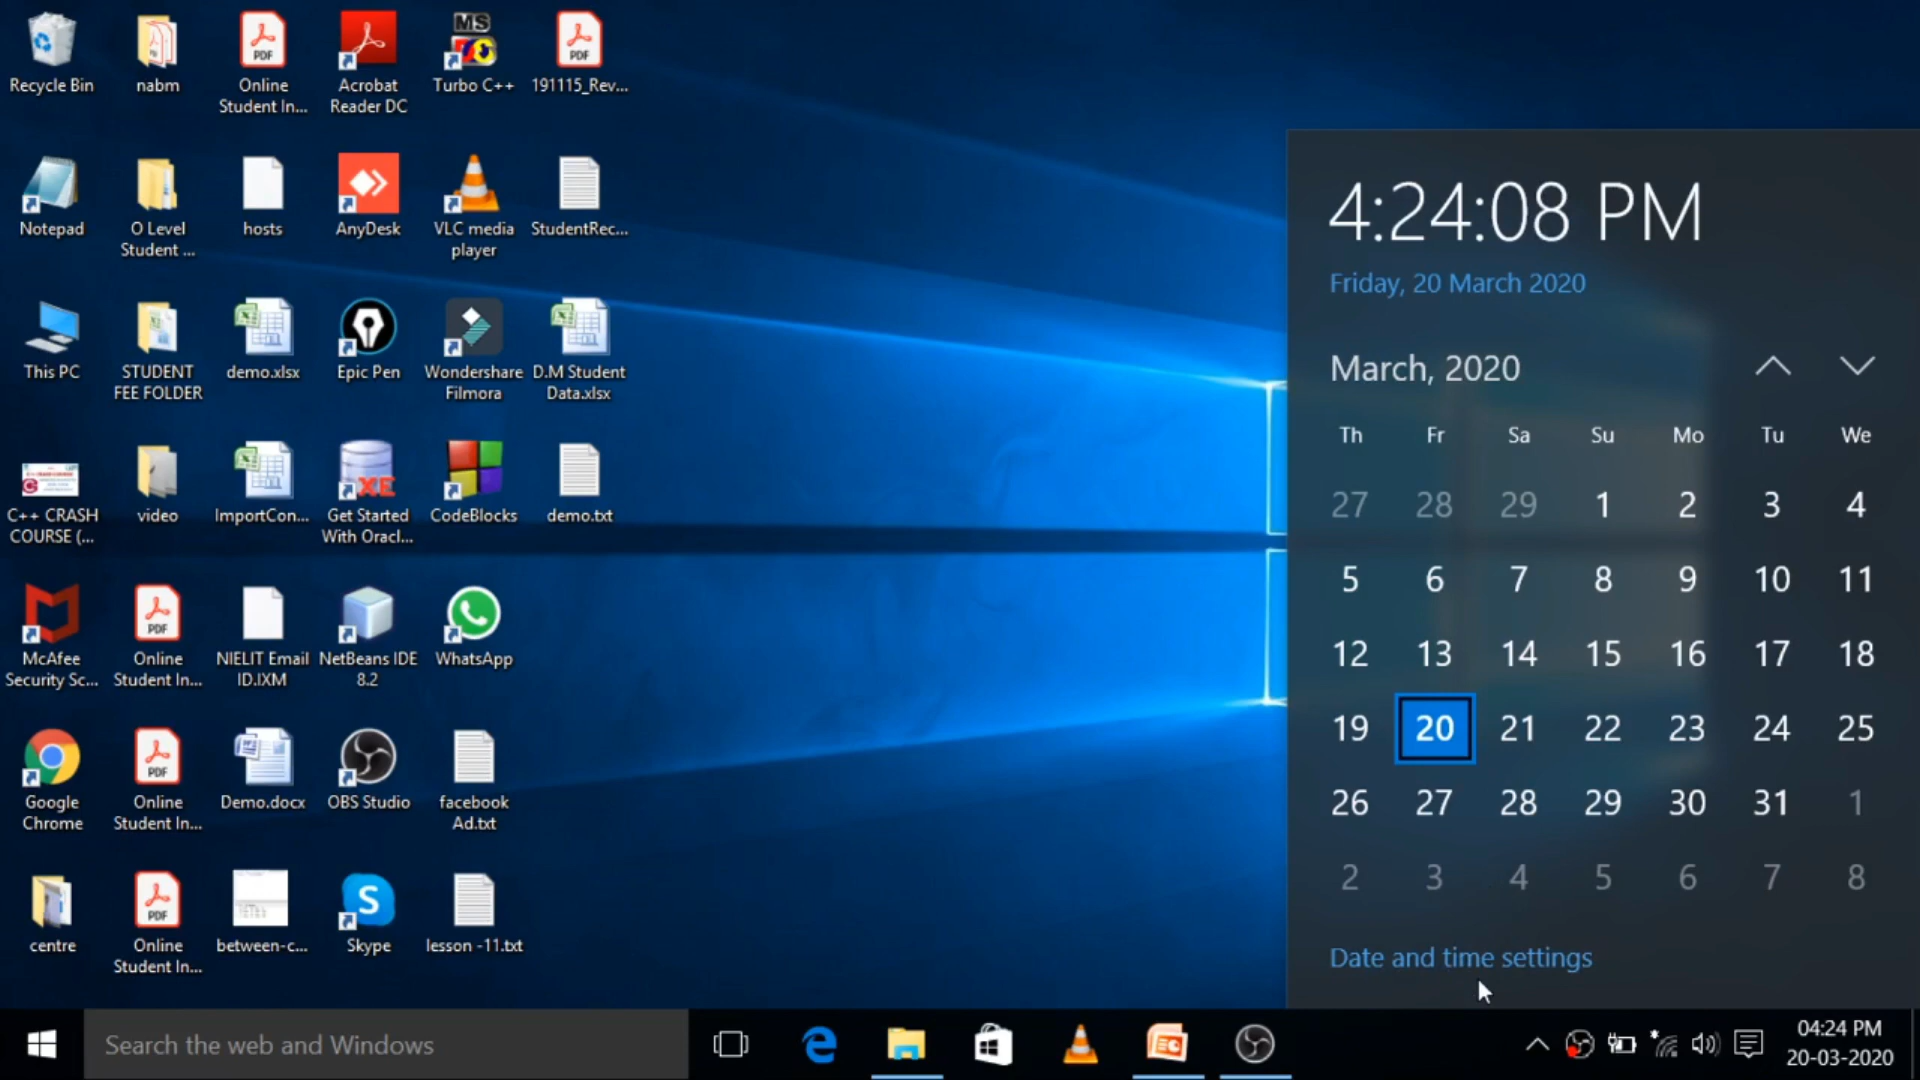 Recycle Bin
nabm
Online
Student In...
Acrobat
Reader DC
Turbo C++
191115_Rev...
Notepad
O Level
Student ...
hosts
AnyDesk
VLC media
player
StudentRec...
This PC
STUDENT
FEE FOLDER
demo.xlsx
Epic Pen
Wondershare
Filmora
D.M Student
Data.xlsx
C++ CRASH
COURSE (...
video
ImportCon...
Get Started
With Oracl...
CodeBlocks
demo.txt
McAfee
Security Sc...
Online
Student In...
NIELIT Email
ID.IXM
NetBeans IDE
8.2
WhatsApp
Google
Chrome
Online
Student In...
Demo.docx
OBS Studio
facebook
Ad.txt
centre
Online
Student In...
between-c...
Skype
lesson -11.txt
PDF
MS
PDF
XE
PDF
PDF
PDF
S
4:24:08 PM
Friday, 20 March 2020
March, 2020
Th Fr Sa Su Mo Tu We
27 28 29 1 2 3 4
5 6 7 8 9 10 11
12 13 14 15 16 17 18
19 20 21 22 23 24 25
26 27 28 29 30 31 1
2 3 4 5 6 7 8
Date and time settings
Search the web and Windows
04:24 PM
20-03-2020